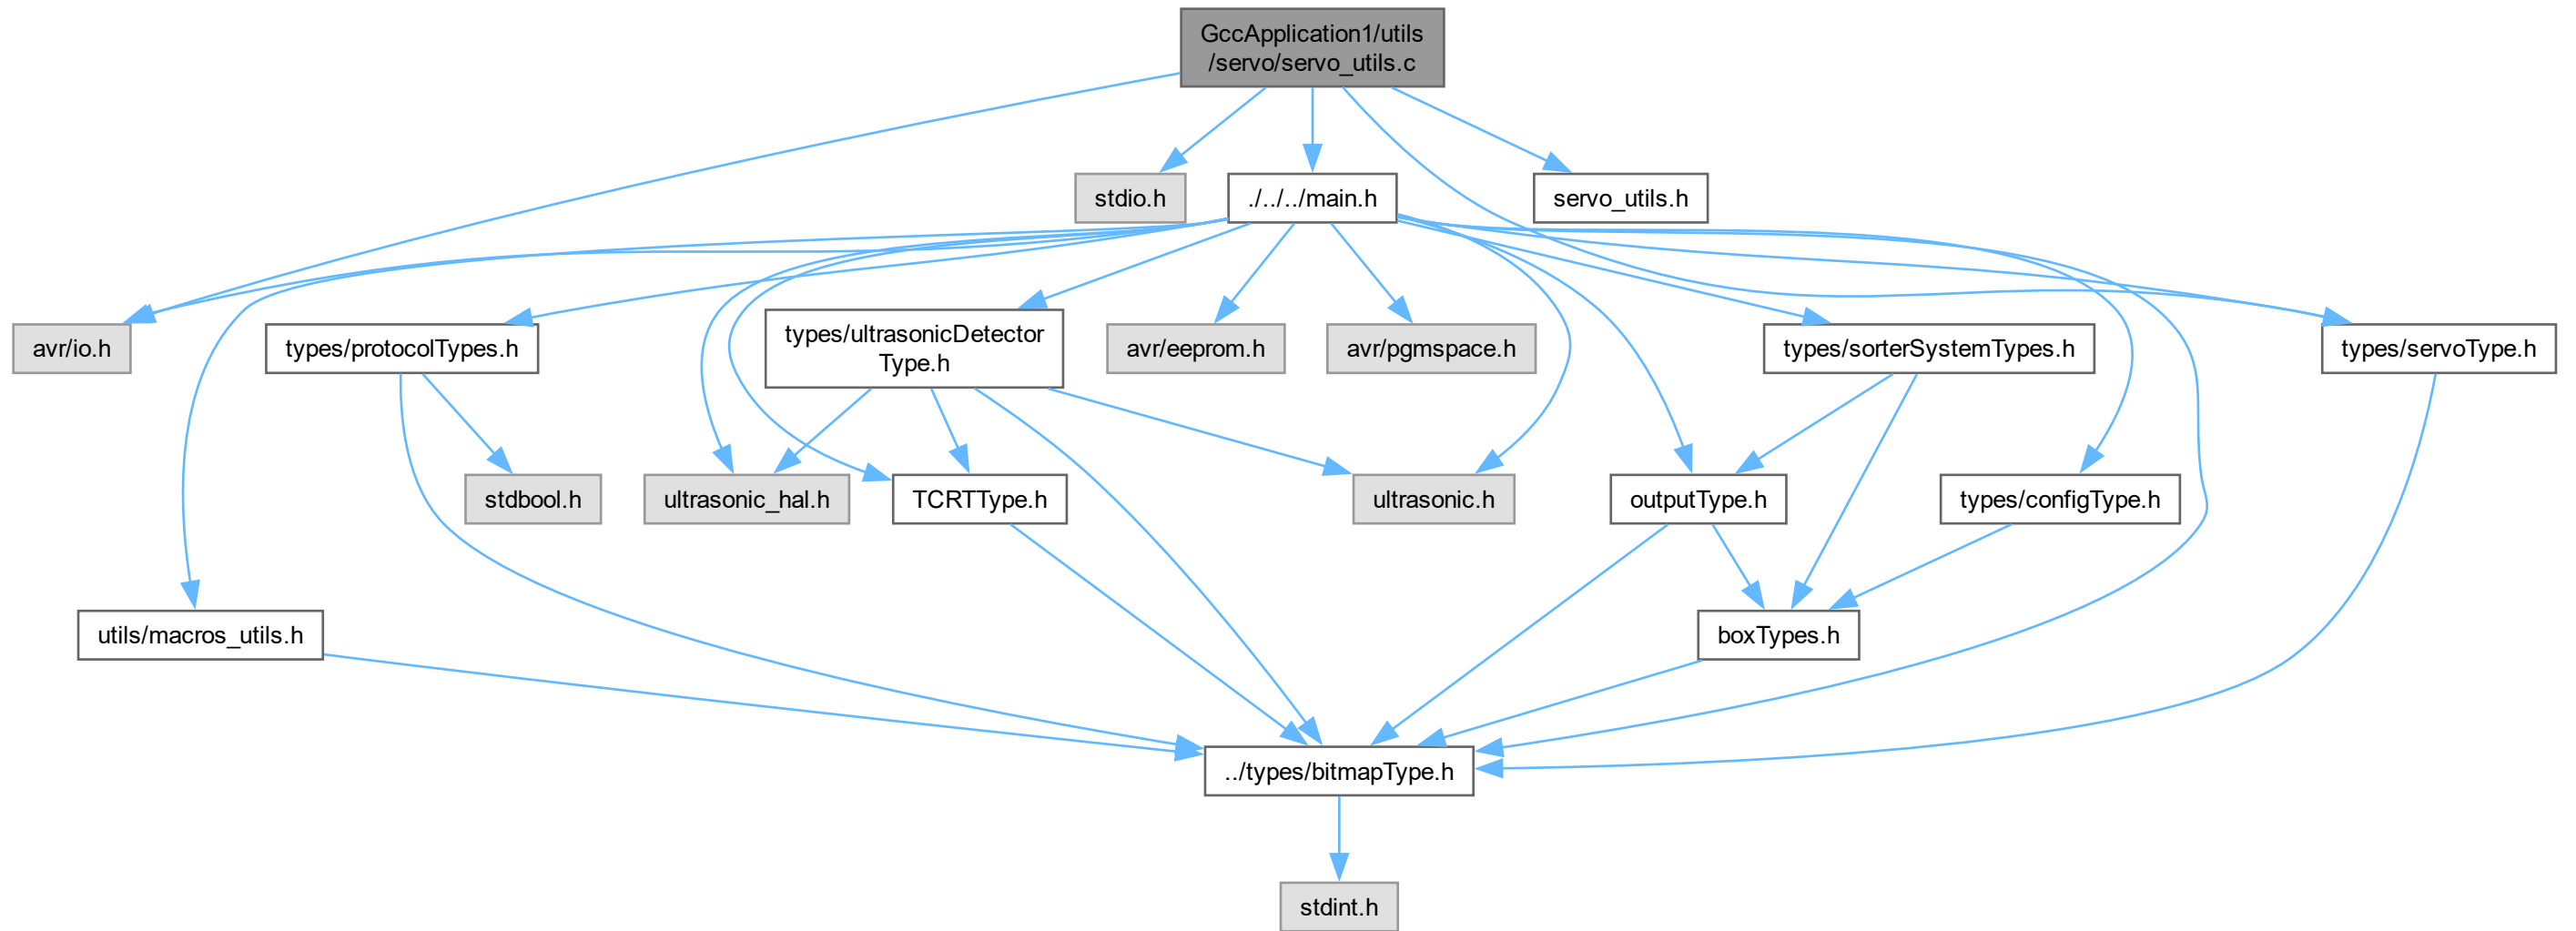 GccApplication1/utils
/servo/servo_utils.c
stdio.h
./../../main.h
servo_utils.h
avr/io.h
types/protocolTypes.h
types/ultrasonicDetector
Type.h
avr/eeprom.h
avr/pgmspace.h
types/sorterSystemTypes.h
types/servoType.h
stdbool.h
ultrasonic_hal.h
TCRTType.h
ultrasonic.h
outputType.h
types/configType.h
utils/macros_utils.h
boxTypes.h
../types/bitmapType.h
stdint.h